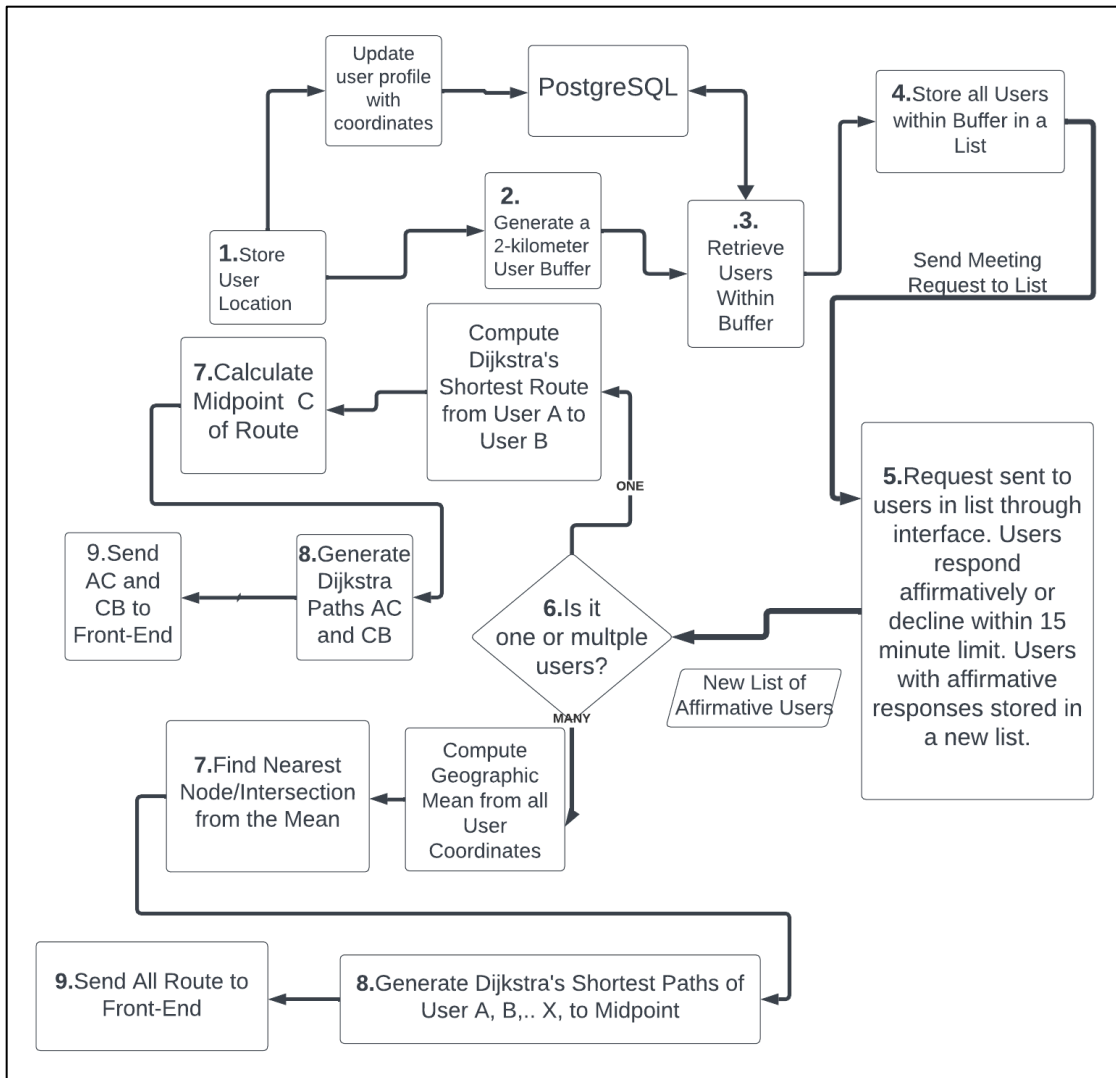 Update
user profile
with
coordinates
PostgreSQL
4.Store all Users
within Buffer in a
List
1.Store
User
Location
2.
Generate a
2-kilometer
User Buffer
.3.
Retrieve
Users
Within
Buffer
Send Meeting
Request to List
7.Calculate
Midpoint C
of Route
Compute
Dijkstra's
Shortest Route
from User A to
User B
ONE
5.Request sent to
users in list through
interface. Users
respond
affirmatively or
decline within 15
minute limit. Users
with affirmative
responses stored in
a new list.
9.Send
AC and
CB to
Front-End
8.Generate
Dijkstra
Paths AC
and CB
6.Is it
one or multple
users?
New List of
Affirmative Users
MANY
7.Find Nearest
Node/Intersection
from the Mean
Compute
Geographic
Mean from all
User
Coordinates
9.Send All Route to
Front-End
8.Generate Dijkstra's Shortest Paths of
User A, B,.. X, to Midpoint